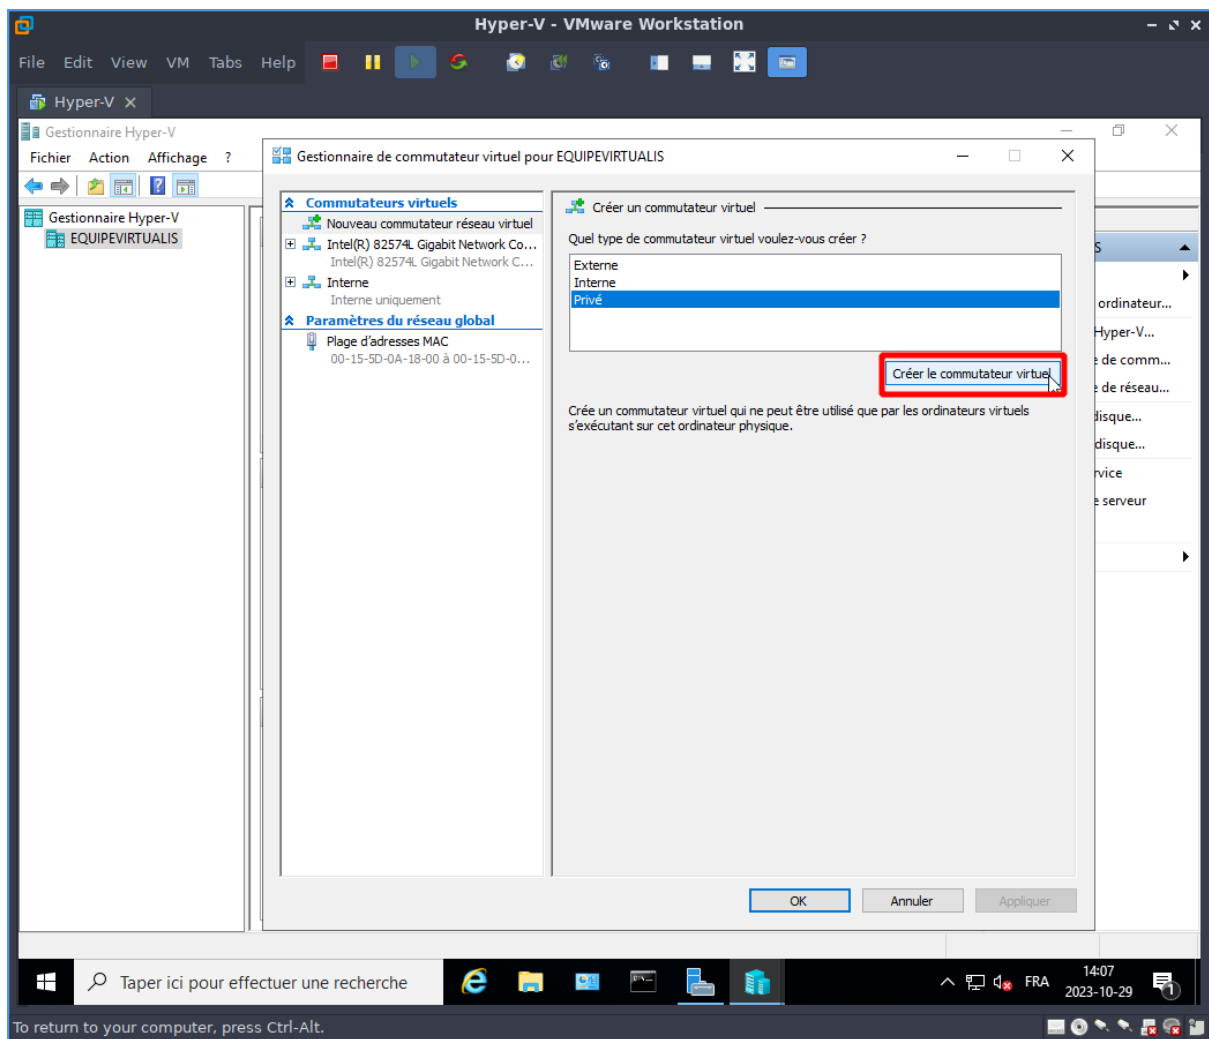 Hyper-V - VMware Workstation
File Edit View VM Tabs Help
Hyper-V
Gestionnaire Hyper-V
Fichier Action Affichage ?
Gestionnaire Hyper-V
EQUIPEVIRTUALIS
Gestionnaire de commutateur virtuel pour EQUIPEVIRTUALIS
Commutateurs virtuels
Nouveau commutateur réseau virtuel
Intel(R) 82574L Gigabit Network Co...
Intel(R) 82574L Gigabit Network C...
Interne
Interne uniquement
Paramètres du réseau global
Plage d'adresses MAC
00-15-5D-0A-18-00 à 00-15-5D-0...
Créer un commutateur virtuel
Quel type de commutateur virtuel voulez-vous créer ?
Externe
Interne
Privé
Créer le commutateur virtuel
Crée un commutateur virtuel qui ne peut être utilisé que par les ordinateurs virtuels
s'exécutant sur cet ordinateur physique.
OK Annuler Appliquer
S
ordinateur...
Hyper-V...
de comm...
de réseau...
disque...
disque...
rvice
serveur
Taper ici pour effectuer une recherche
FRA
14:07
2023-10-29
1
To return to your computer, press Ctrl-Alt.